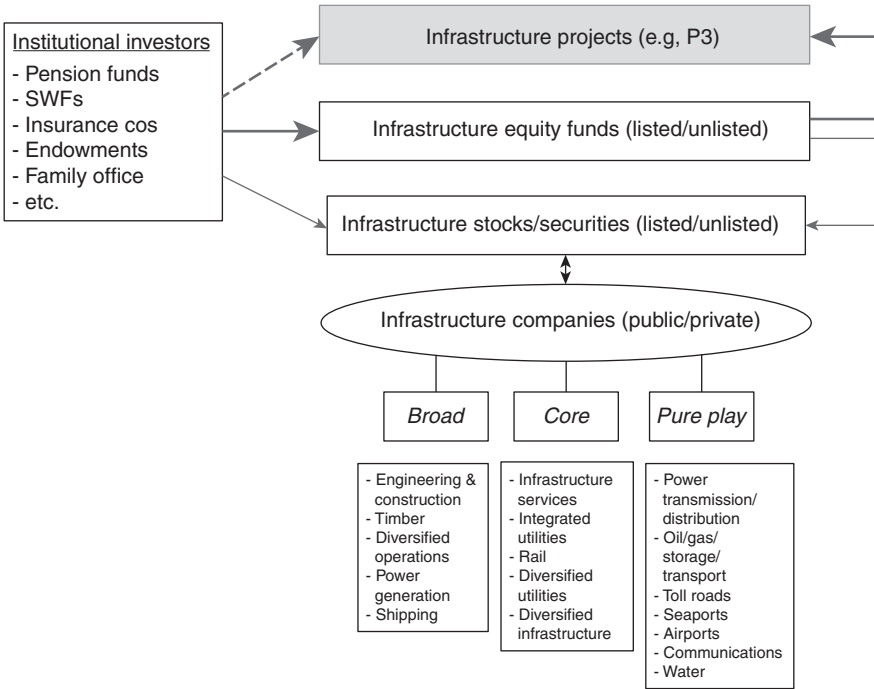 Institutional investors
- Pension funds
- SWFs
- Insurance cos
- Endowments
- Family office
- etc.
Infrastructure projects (e.g, P3)
Infrastructure equity funds (listed/unlisted)
Infrastructure stocks/securities (listed/unlisted)
Infrastructure companies (public/private)
Broad
Core
Pure play
- Engineering &
construction
- Timber
- Diversified
operations
- Power
generation
- Shipping
- Infrastructure
services
- Integrated
utilities
- Rail
- Diversified
utilities
- Diversified
infrastructure
- Power
transmission/
distribution
- Oil/gas/
storage/
transport
- Toll roads
- Seaports
- Airports
- Communications
- Water